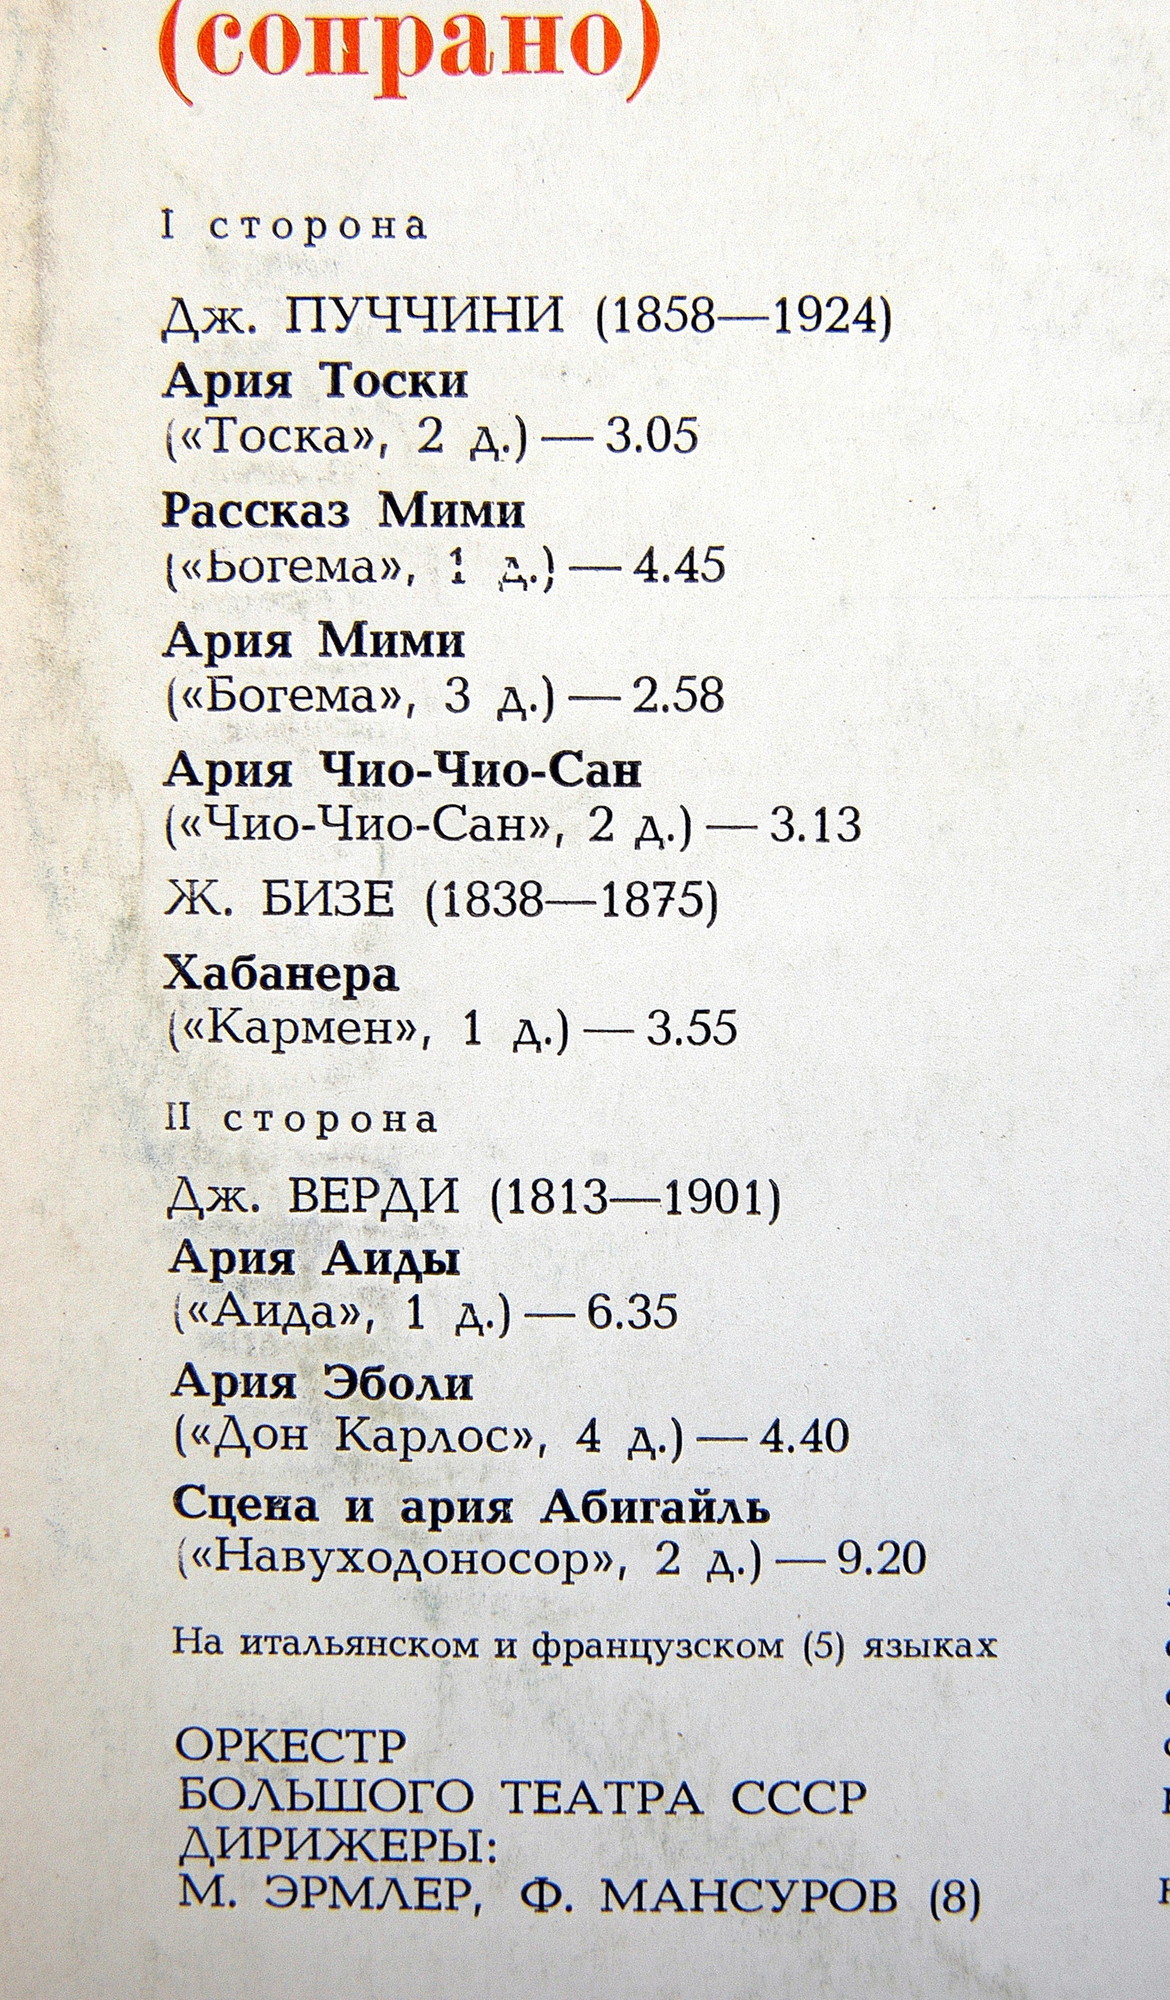 (сопрано)
I сторона
Дж. ПУЧЧИНИ (1858—1924)
Ария Тоски
(«Тоска», 2 д.) — 3.05
Рассказ Мими
(«Богема», 1 д.) — 4.45
Ария Мими
(«Богема», 3 д.) — 2.58
Ария Чио-Чио-Сан
(«Чио-Чио-Сан», 2 д.) — 3.13
Ж. БИЗЕ (1838—1875)
Хабанера
(«Кармен», 1 д.) — 3.55
II сторона
Дж. ВЕРДИ (1813—1901)
Ария Аиды
(«Аида», 1 д.) — 6.35
Ария Эболи
(«Дон Карлос», 4 д.) — 4.40
Сцена и ария Абигайль
(«Навуходоносор», 2 д.) — 9.20
На итальянском и французском (5) языках
ОРКЕСТР
БОЛЬШОГО ТЕАТРА СССР
ДИРИЖЕРЫ:
М. ЭРМЛЕР, Ф. МАНСУРОВ (8)